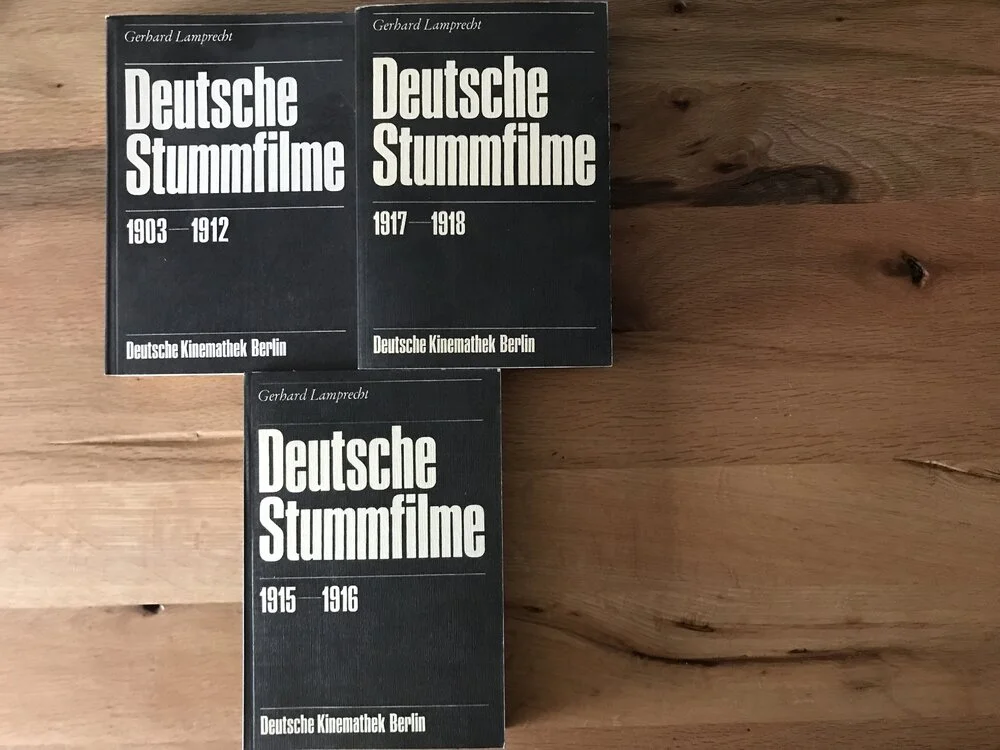 Gerhard Lamprecht
Deutsche
Stummfilme
1903—1912
Deutsche Kinemathek Berlin
Gerhard Lamprecht
Deutsche
Stummfilme
1917—1918
Deutsche Kinemathek Berlin
Gerhard Lamprecht
Deutsche
Stummfilme
1915—1916
Deutsche Kinemathek Berlin